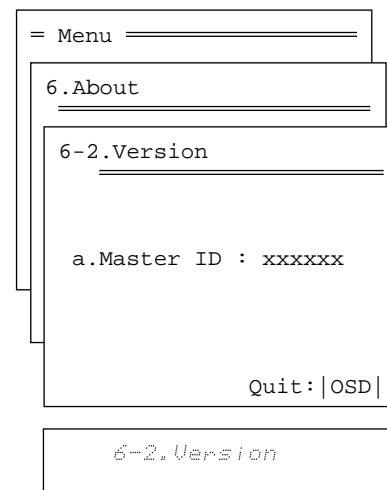 = Menu
6.About
6-2.Version
a.Master ID : xxxxxx
Quit:|OSD|
6-2.Version